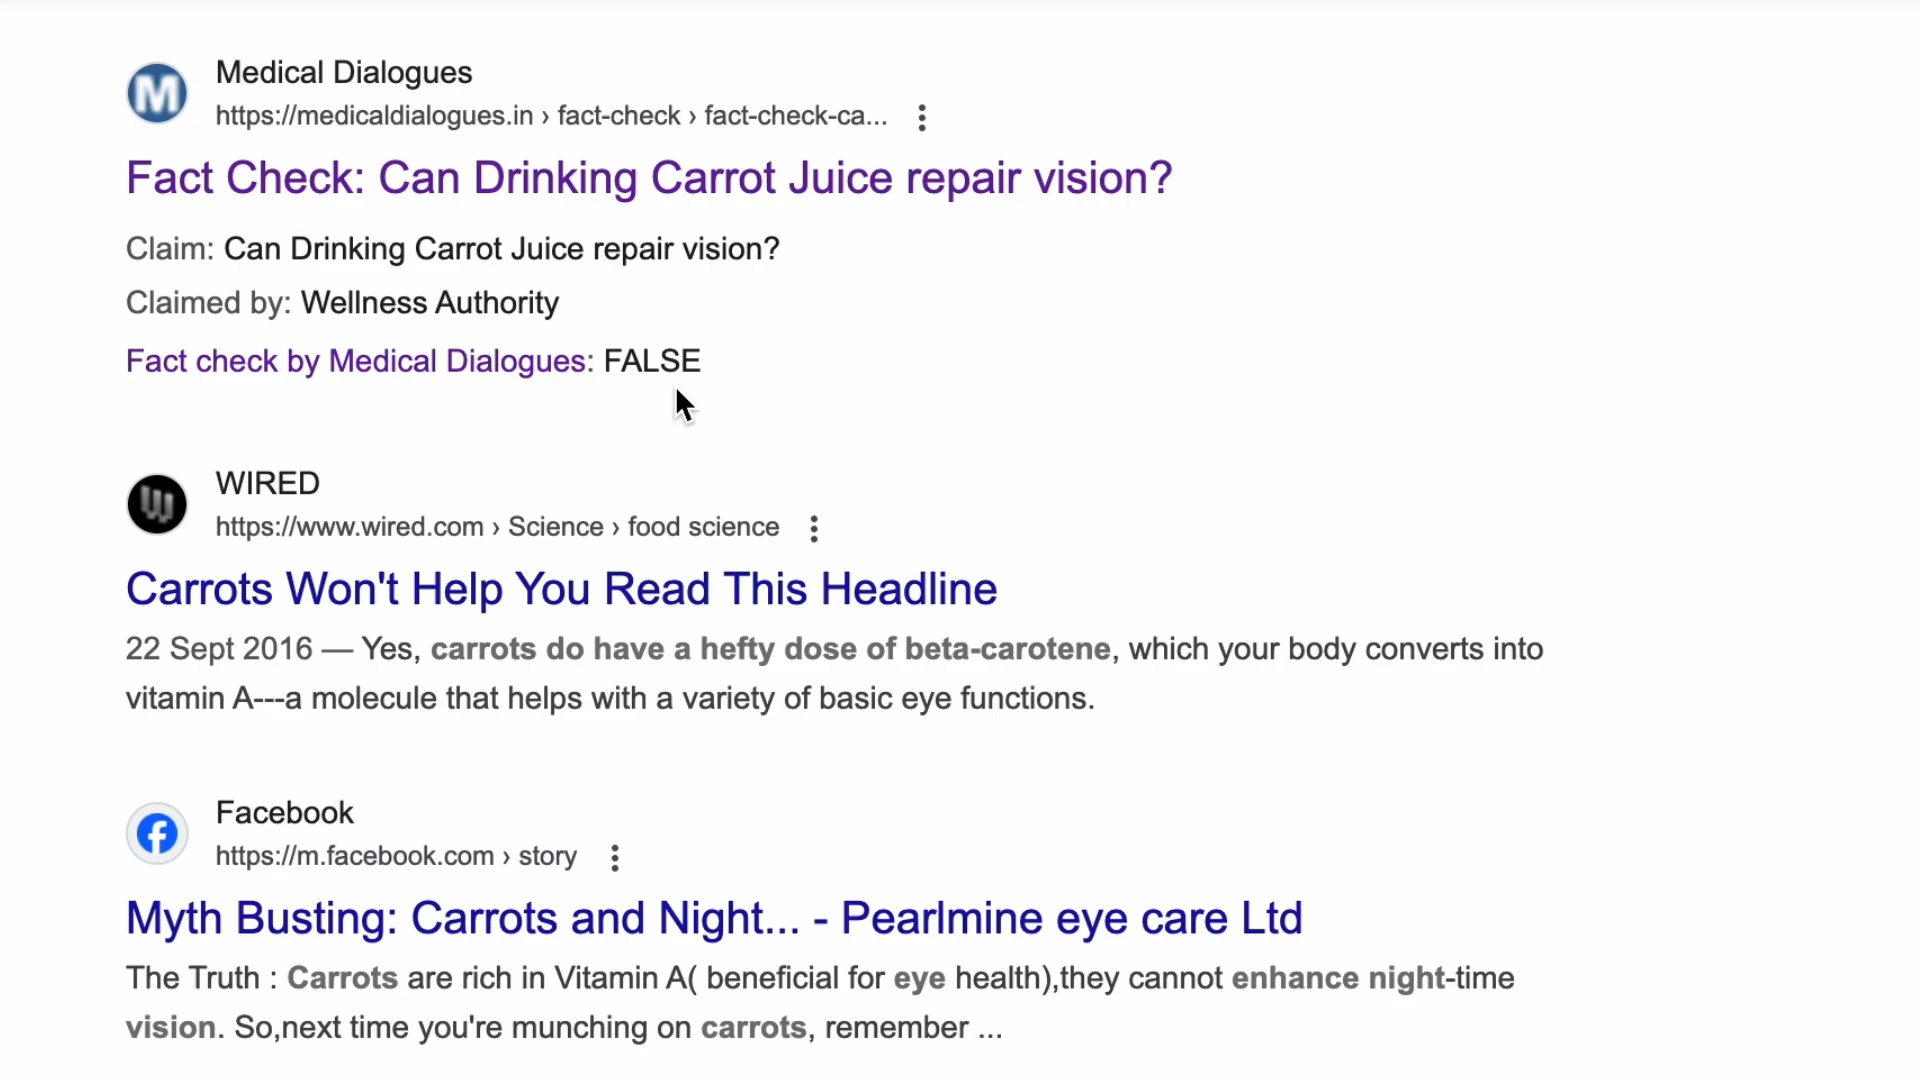 Medical Dialogues
https://medicaldialogues.in › fact-check › fact-check-ca...
Fact Check: Can Drinking Carrot Juice repair vision?
Claim: Can Drinking Carrot Juice repair vision?
Claimed by: Wellness Authority
Fact check by Medical Dialogues: FALSE
WIRED
https://www.wired.com › Science › food science
Carrots Won't Help You Read This Headline
22 Sept 2016 — Yes, carrots do have a hefty dose of beta-carotene, which your body converts into
vitamin A---a molecule that helps with a variety of basic eye functions.
Facebook
https://m.facebook.com › story
Myth Busting: Carrots and Night... - Pearlmine eye care Ltd
The Truth : Carrots are rich in Vitamin A( beneficial for eye health),they cannot enhance night-time
vision. So,next time you're munching on carrots, remember ...